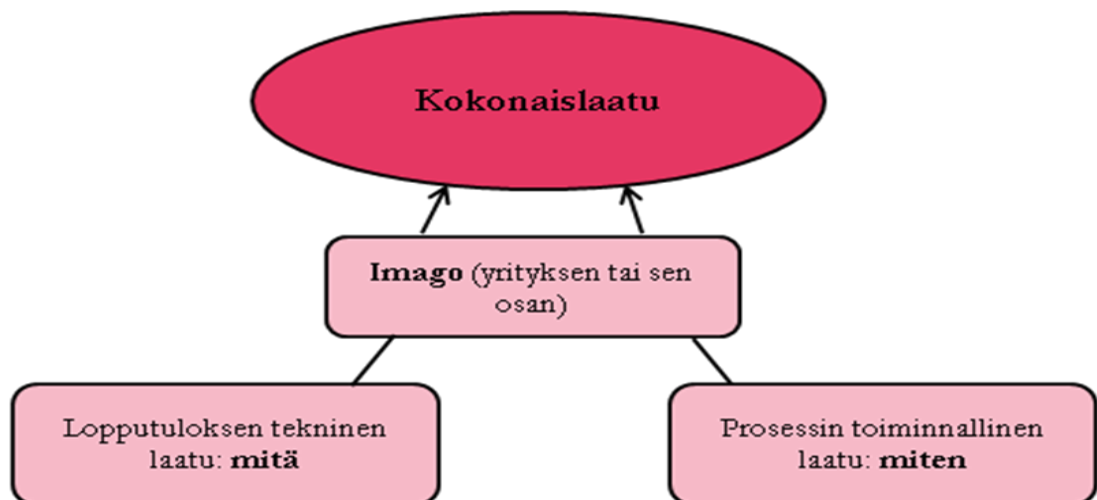 Kokonaislaatu
Imago (yrityksen tai sen
osan)
Lopputuloksen tekninen
laatu: mitä
Prosessin toiminnallinen
laatu: miten